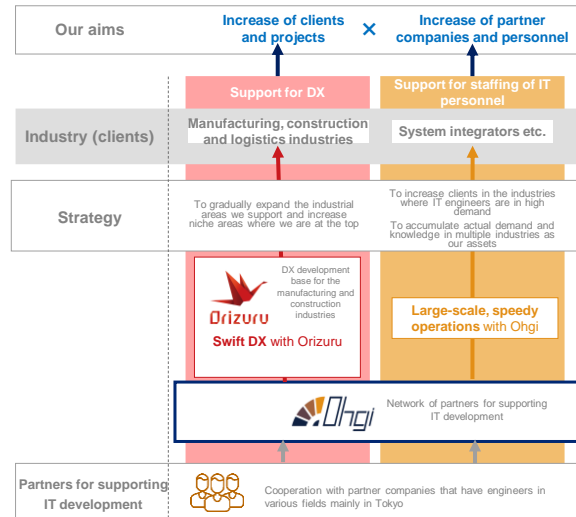 Our aims
Increase of clients
and projects
×
Increase of partner
companies and personnel
Support for DX
Support for staffing of IT
personnel
Industry (clients)
Manufacturing, construction
and logistics industries
System integrators etc.
Strategy
To gradually expand the industrial
areas we support and increase
niche areas where we are at the top
To increase clients in the industries
where IT engineers are in high
demand
To accumulate actual demand and
knowledge in multiple industries as
our assets
Orizuru
DX development
base for the
manufacturing and
construction
industries
Swift DX with Orizuru
Large-scale, speedy
operations with Ohgi
Ohgi
Network of partners for supporting
IT development
Partners for supporting
IT development
Cooperation with partner companies that have engineers in
various fields mainly in Tokyo